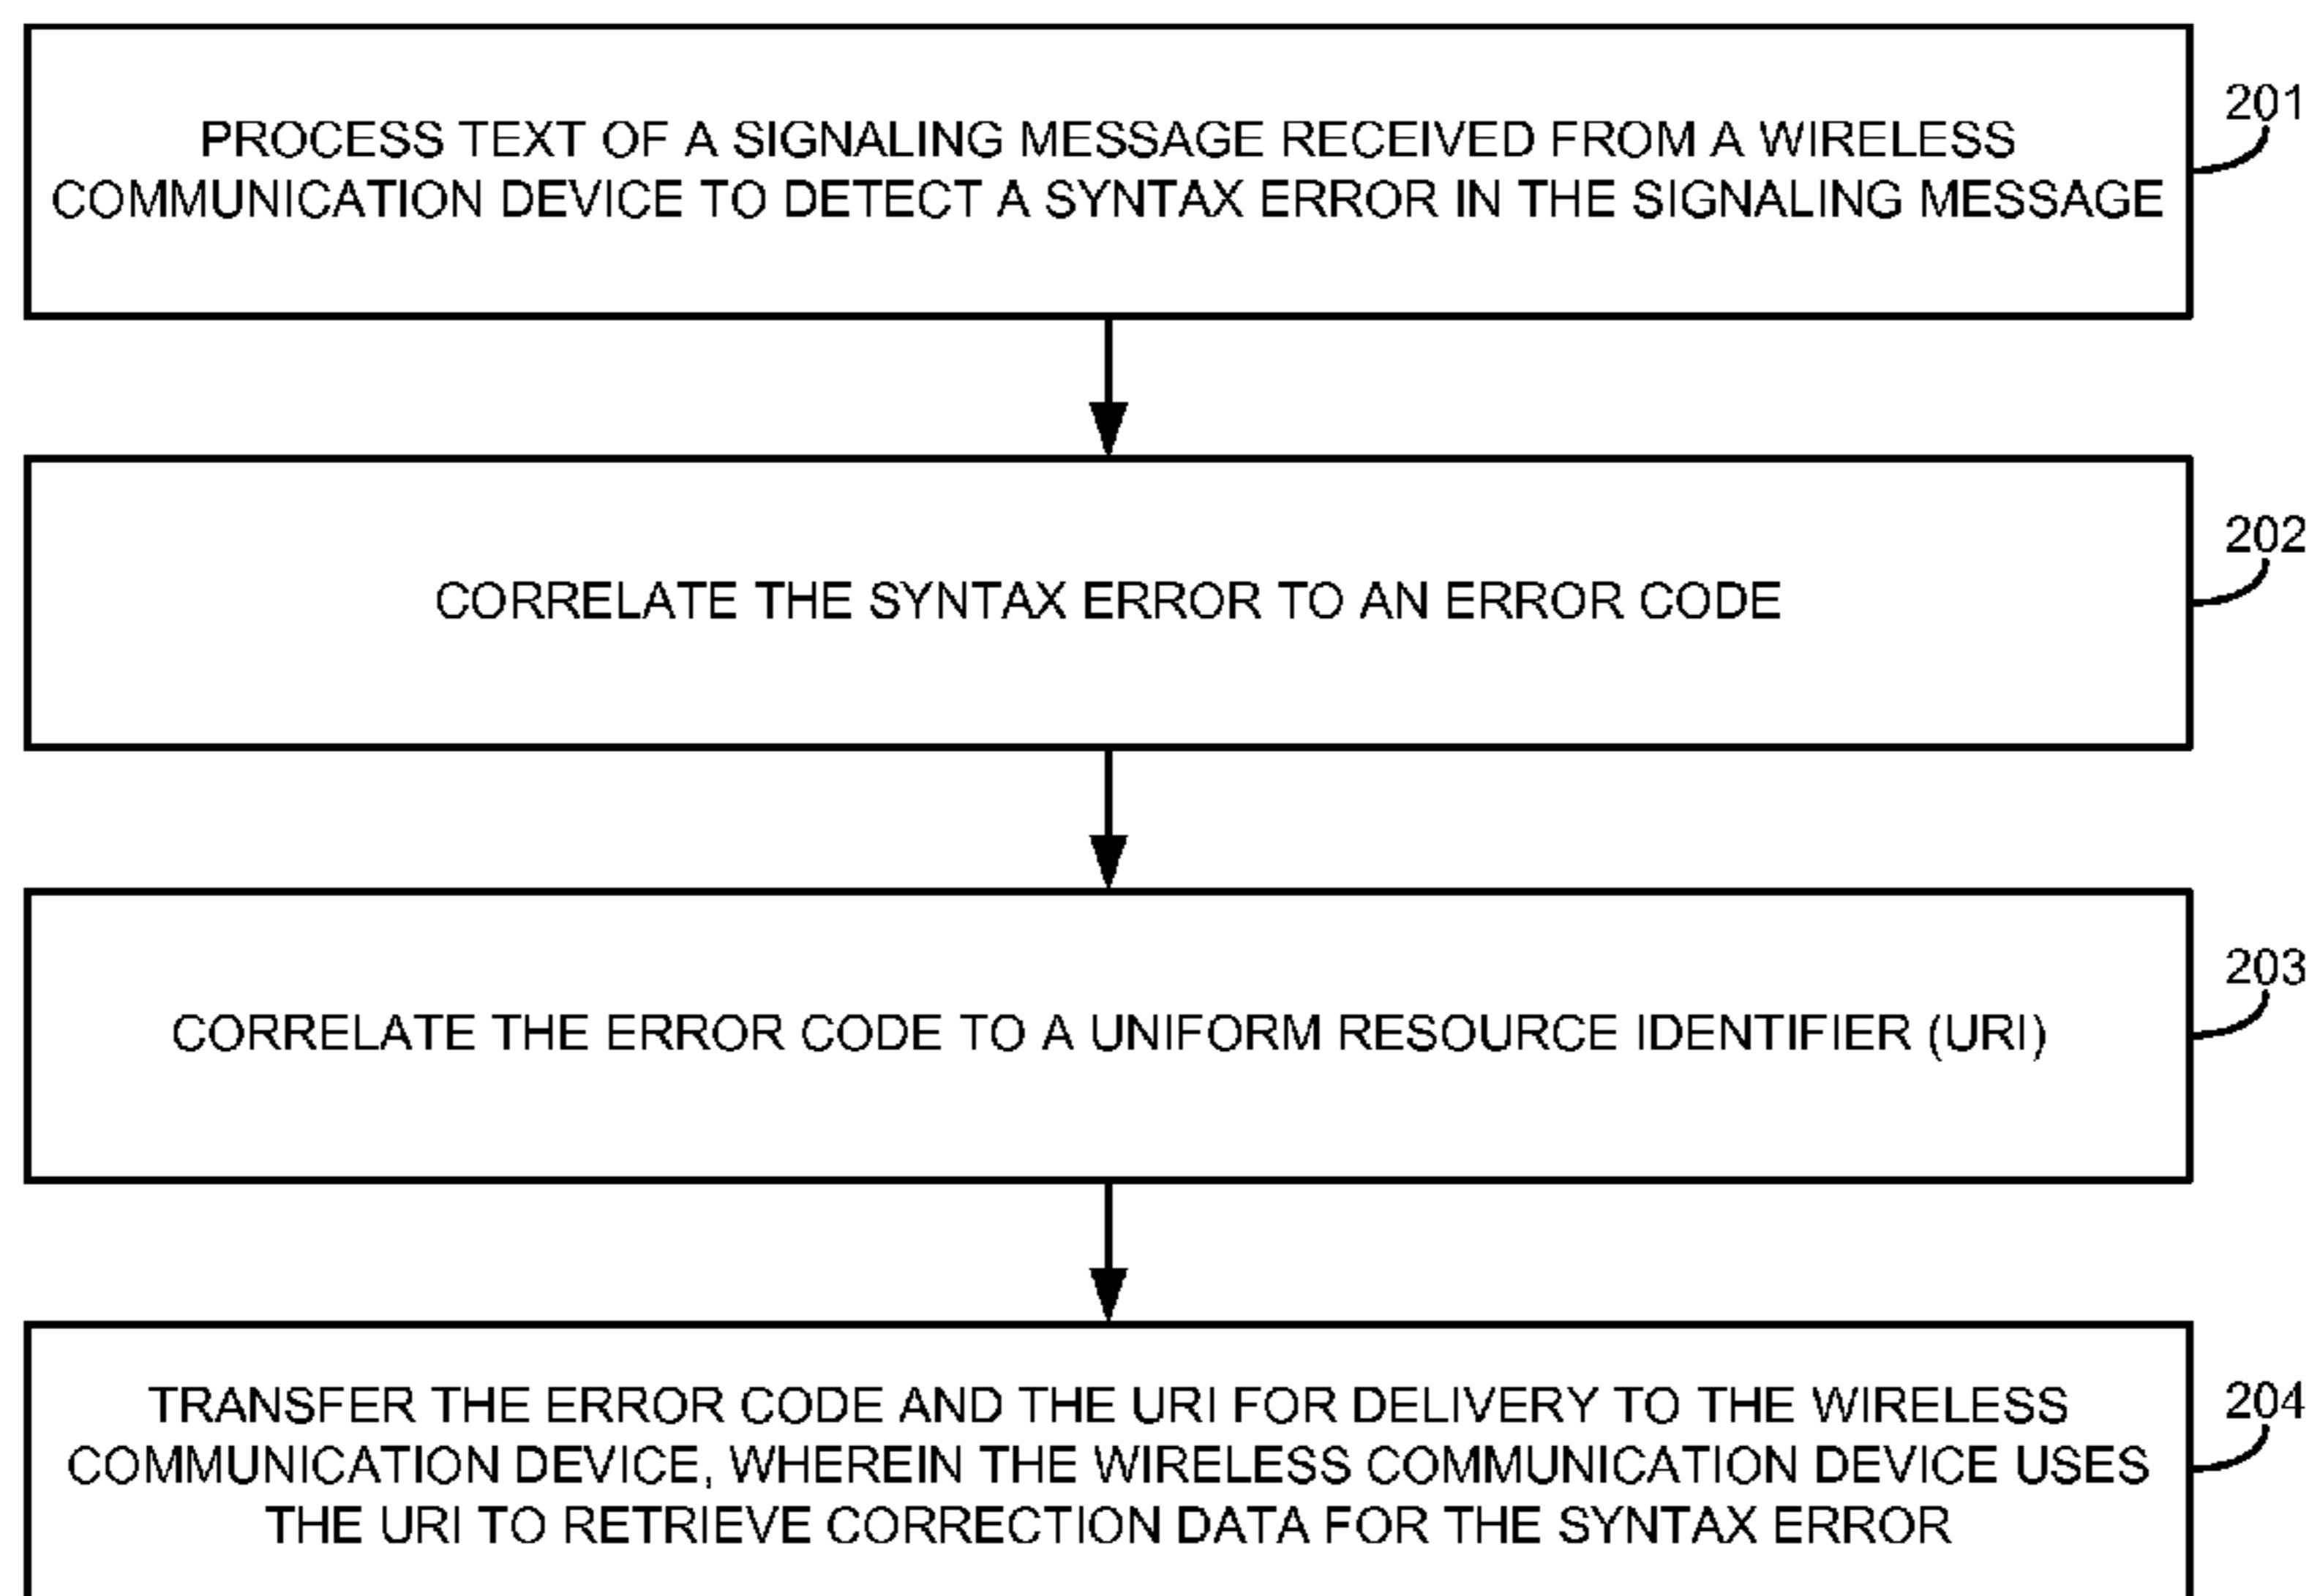 PROCESS TEXT OF A SIGNALING MESSAGE RECEIVED FROM A WIRELESS
COMMUNICATION DEVICE TO DETECT A SYNTAX ERROR IN THE SIGNALING MESSAGE
201
CORRELATE THE SYNTAX ERROR TO AN ERROR CODE
202
CORRELATE THE ERROR CODE TO A UNIFORM RESOURCE IDENTIFIER (URI)
203
TRANSFER THE ERROR CODE AND THE URI FOR DELIVERY TO THE WIRELESS
COMMUNICATION DEVICE, WHEREIN THE WIRELESS COMMUNICATION DEVICE USES
THE URI TO RETRIEVE CORRECTION DATA FOR THE SYNTAX ERROR
204